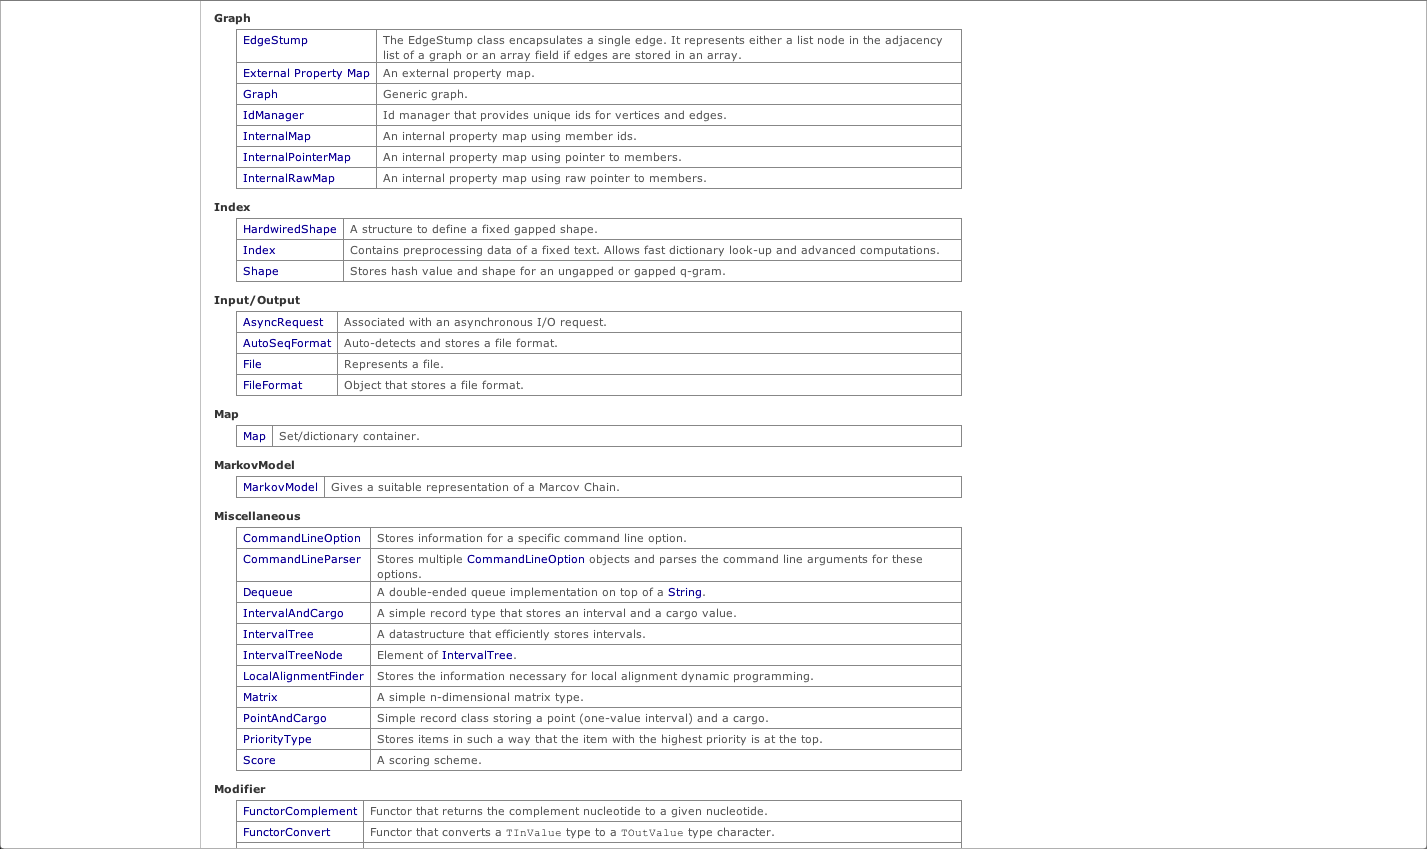 Graph
EdgeStump The EdgeStump class encapsulates a single edge. It represents either a list node in the adjacency
list of a graph or an array field if edges are stored in an array.
External Property Map An external property map.
Graph Generic graph.
IdManager Id manager that provides unique ids for vertices and edges.
InternalMap An internal property map using member ids.
InternalPointerMap An internal property map using pointer to members.
InternalRawMap An internal property map using raw pointer to members.
Index
HardwiredShape A structure to define a fixed gapped shape.
Index Contains preprocessing data of a fixed text. Allows fast dictionary look-up and advanced computations.
Shape Stores hash value and shape for an ungapped or gapped q-gram.
Input/Output
AsyncRequest Associated with an asynchronous I/O request.
AutoSeqFormat Auto-detects and stores a file format.
File Represents a file.
FileFormat Object that stores a file format.
Map
Map Set/dictionary container.
MarkovModel
MarkovModel Gives a suitable representation of a Marcov Chain.
Miscellaneous
CommandLineOption Stores information for a specific command line option.
CommandLineParser Stores multiple CommandLineOption objects and parses the command line arguments for these
options.
Dequeue A double-ended queue implementation on top of a String.
IntervalAndCargo A simple record type that stores an interval and a cargo value.
IntervalTree A datastructure that efficiently stores intervals.
IntervalTreeNode Element of IntervalTree.
LocalAlignmentFinder Stores the information necessary for local alignment dynamic programming.
Matrix A simple n-dimensional matrix type.
PointAndCargo Simple record class storing a point (one-value interval) and a cargo.
PriorityType Stores items in such a way that the item with the highest priority is at the top.
Score A scoring scheme.
Modifier
FunctorComplement Functor that returns the complement nucleotide to a given nucleotide.
FunctorConvert Functor that converts a TInValue type to a TOutValue type character.